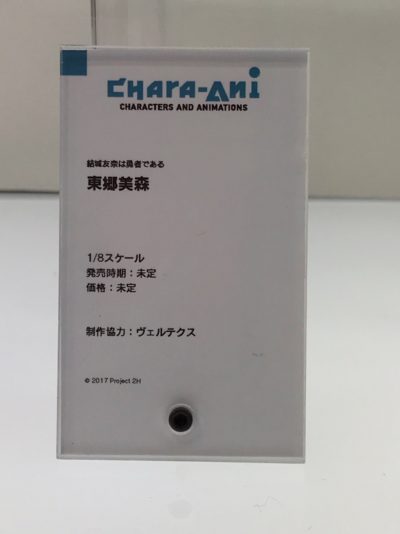 Chara-Ani
CHARACTERS AND ANIMATIONS
結城友奈は勇者である
東郷美森
1/8スケール
発売時期：未定
価格：未定
制作協力：ヴェルテクス
© 2017 Project 2H